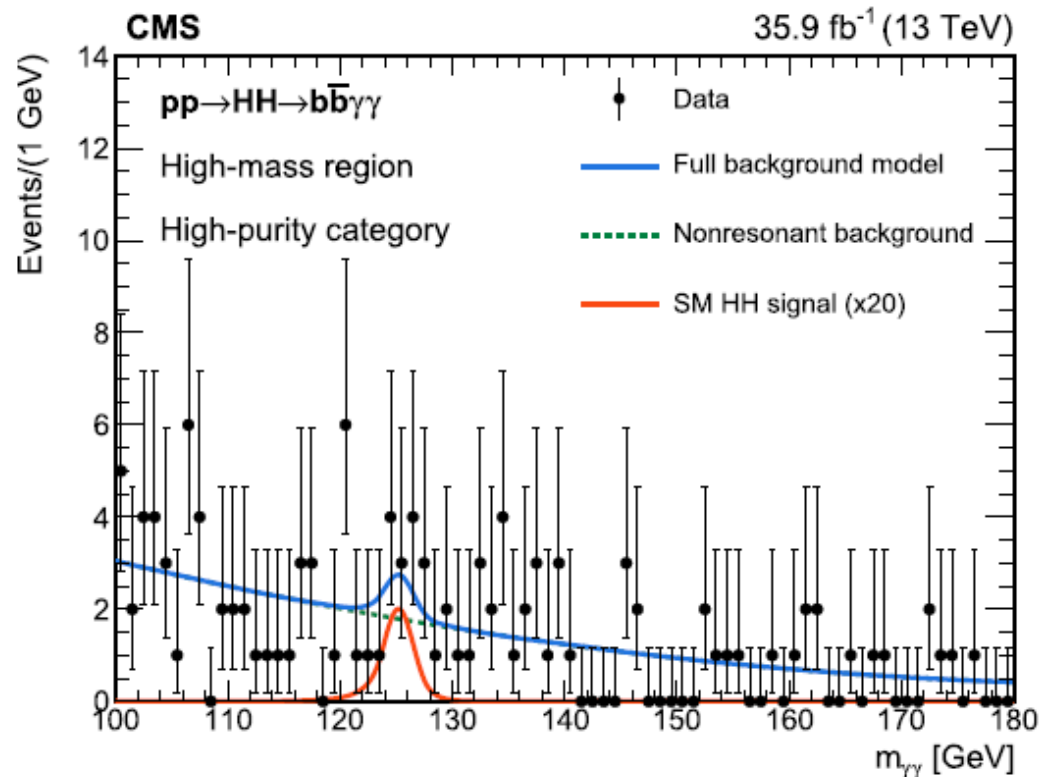 CMS 35.9 fb⁻¹ (13 TeV)
Events/(1 GeV)
14
12
10
8
6
4
2
0
pp→HH→bb̅γγ
High-mass region
High-purity category
Data
Full background model
Nonresonant background
SM HH signal (x20)
100 110 120 130 140 150 160 170 180
mγγ [GeV]